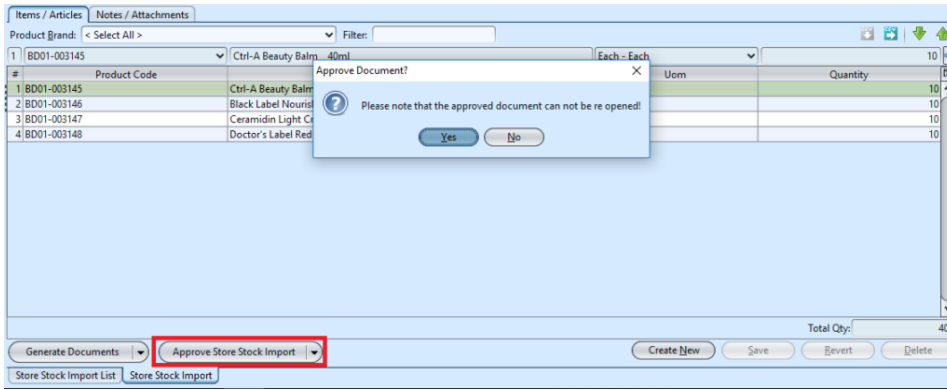 Items / Articles Notes / Attachments
Product Brand: < Select All > Filter:
1 BD01-003145 Ctrl-A Beauty Balm 40ml Each - Each 10
# Product Code Uom Quantity
1 BD01-003145 Ctrl-A Beauty Balm 10
2 BD01-003146 Black Label Nouris 10
3 BD01-003147 Ceramidin Light Cr 10
4 BD01-003148 Doctor's Label Red 10
Approve Document?
Please note that the approved document can not be re opened!
Yes No
Total Qty: 40
Generate Documents Approve Store Stock Import Create New Save Revert Delete
Store Stock Import List Store Stock Import